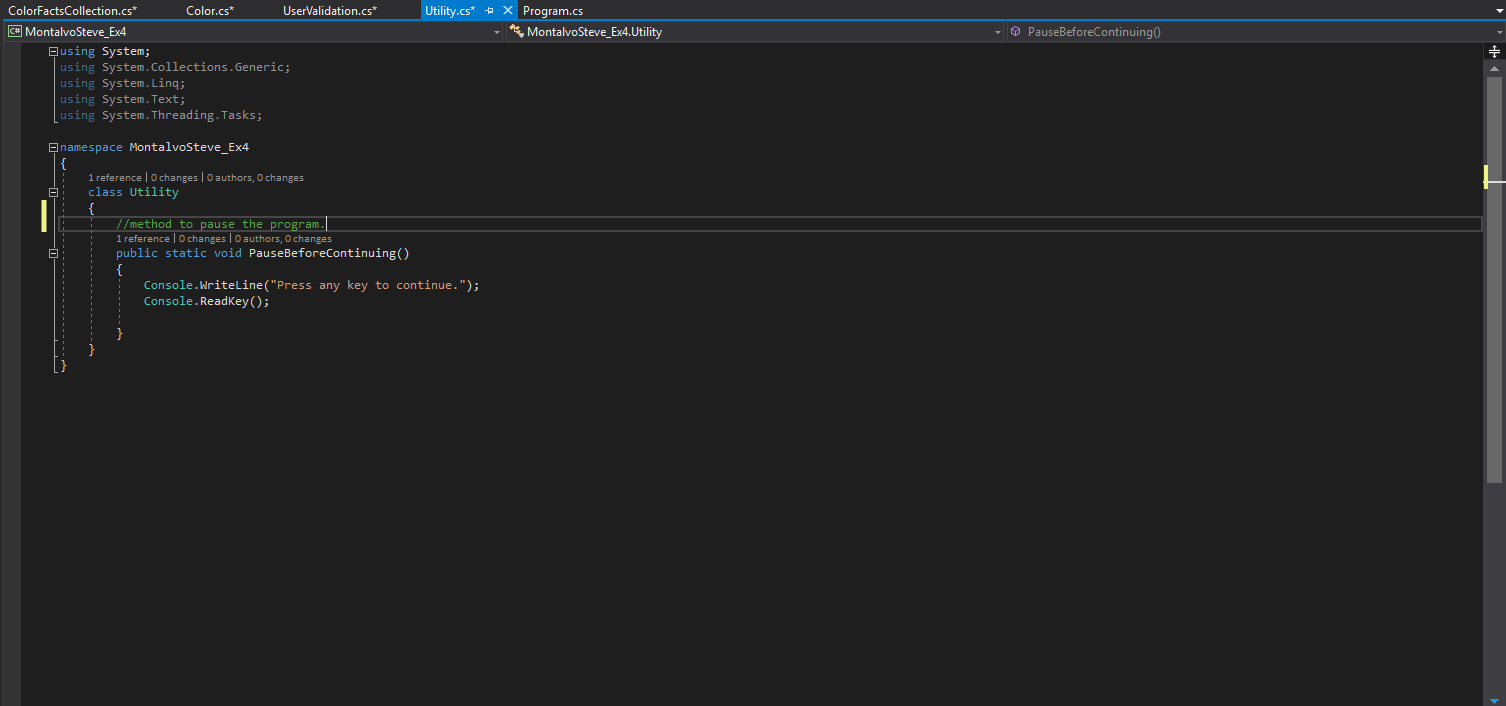 ColorFactsCollection.cs* Color.cs* UserValidation.cs* Utility.cs* Program.cs
C# MontalvoSteve_Ex4 MontalvoSteve_Ex4.Utility PauseBeforeContinuing()
using System;
using System.Collections.Generic;
using System.Linq;
using System.Text;
using System.Threading.Tasks;
namespace MontalvoSteve_Ex4
{
1 reference | 0 changes | 0 authors, 0 changes
class Utility
{
//method to pause the program.
1 reference | 0 changes | 0 authors, 0 changes
public static void PauseBeforeContinuing()
{
Console.WriteLine("Press any key to continue.");
Console.ReadKey();
}
}
}